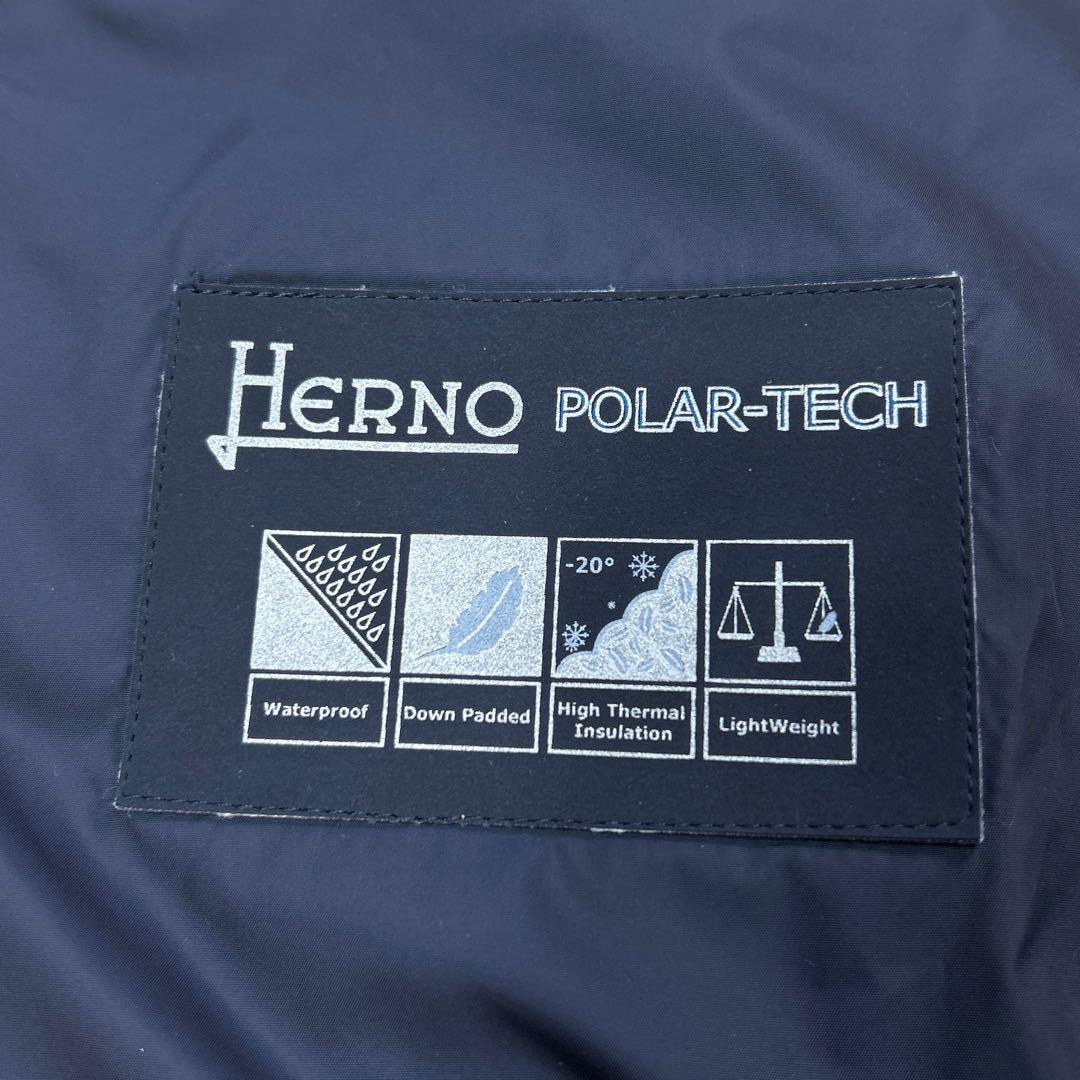 HERNO POLAR-TECH
-20°
Waterproof
Down Padded
High Thermal
Insulation
LightWeight